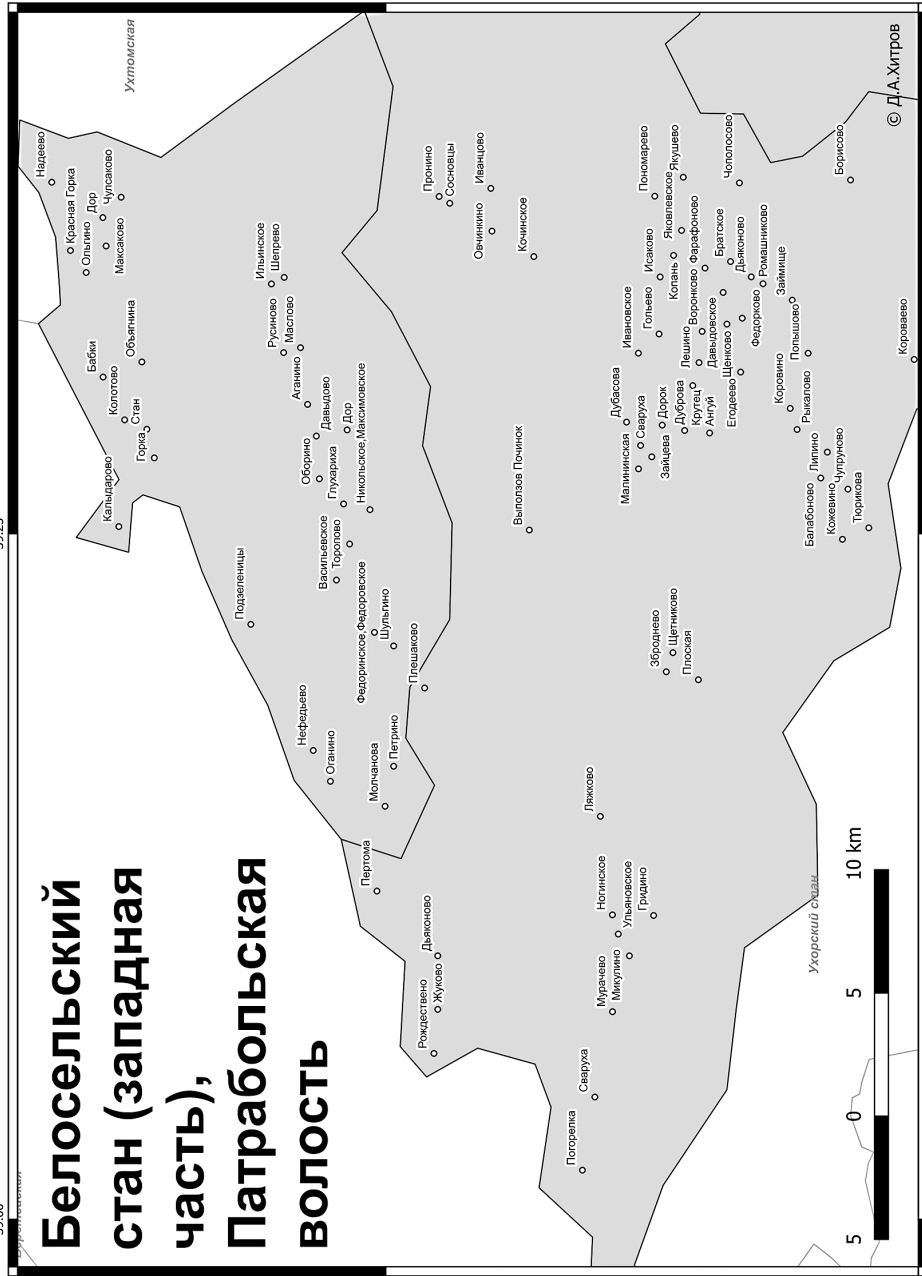 Белосельский
стан (западная
часть),
Патрабольская
волость
Ухтомская
Надеево
Красная Горка
Ольгино
Дор
Чупсаково
Максаково
Бабки
Объягнина
Копотово
Стан
Горка
Калыдарово
Ильинское
Шепрево
Русиново
Маслово
Аганино
Давыдово
Оборино
Дор
Глухариха
Никольское,Максимовское
Васильевское
Торопово
Подзеленицы
Федоринское,Федоровское
Шульгино
Плешаково
Нефедьево
Оганино
Молчанова
Петрино
Пертома
Дьяконово
Жуково
Рождествено
Пронино
Сосновцы
Иванцово
Овчинкино
Кочинское
Выползов Починок
Пономарево
Якушево
Яковлевское
Исаково
Копань
Фарафоново
Чополосово
Братское
Дьяконово
Ромашниково
Займище
Борисово
Гольево
Ивановское
Воронково
Лешино
Давыдовское
Щенково
Федорково
Попышово
Егодеево
Коровино
Рыкалово
Короваево
Дубасова
Сваруха
Малининская
Дорок
Зайцева
Дуброва
Крутец
Ангуй
Липино
Балабоново
Чупруново
Кожевино
Тюрикова
Збродневo
Щетниково
Плоская
Ляжково
Ногинское
Ульяновское
Гридино
Мурачево
Микулино
Сваруха
Погорелка
Ухорский стан
5
0
5
10 km
© Д.А.Хитров